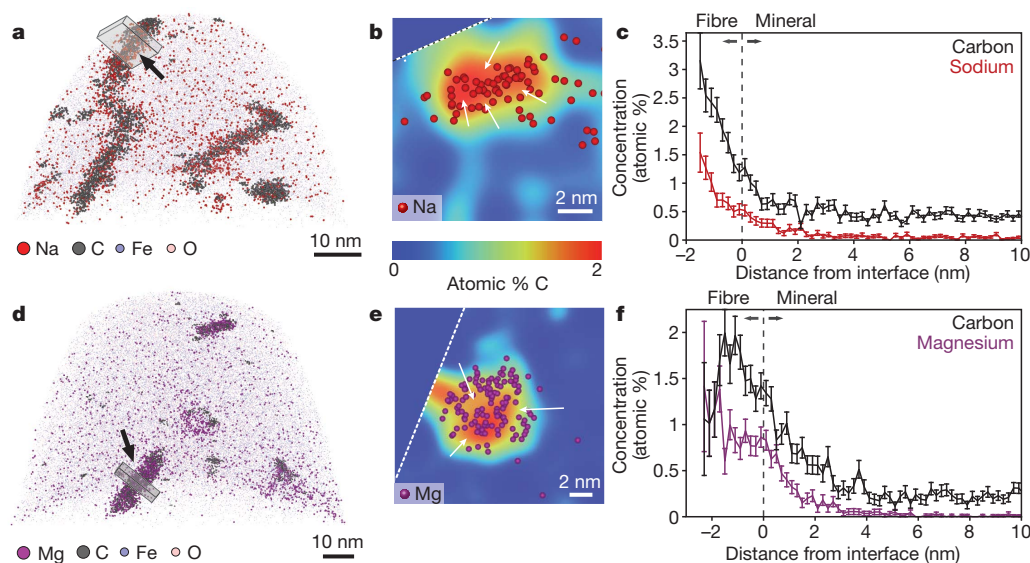 a
Na C Fe O
10 nm
b
Na
2 nm
0 2
Atomic % C
c
Fibre Mineral
Carbon
Sodium
Concentration
(atomic %)
3.5
3
2.5
2
1.5
1
0.5
0
−2 0 2 4 6 8 10
Distance from interface (nm)
d
Mg C Fe O
10 nm
e
Mg
2 nm
f
Fibre Mineral
Carbon
Magnesium
Concentration
(atomic %)
2
1.5
1
0.5
0
−2 0 2 4 6 8 10
Distance from interface (nm)